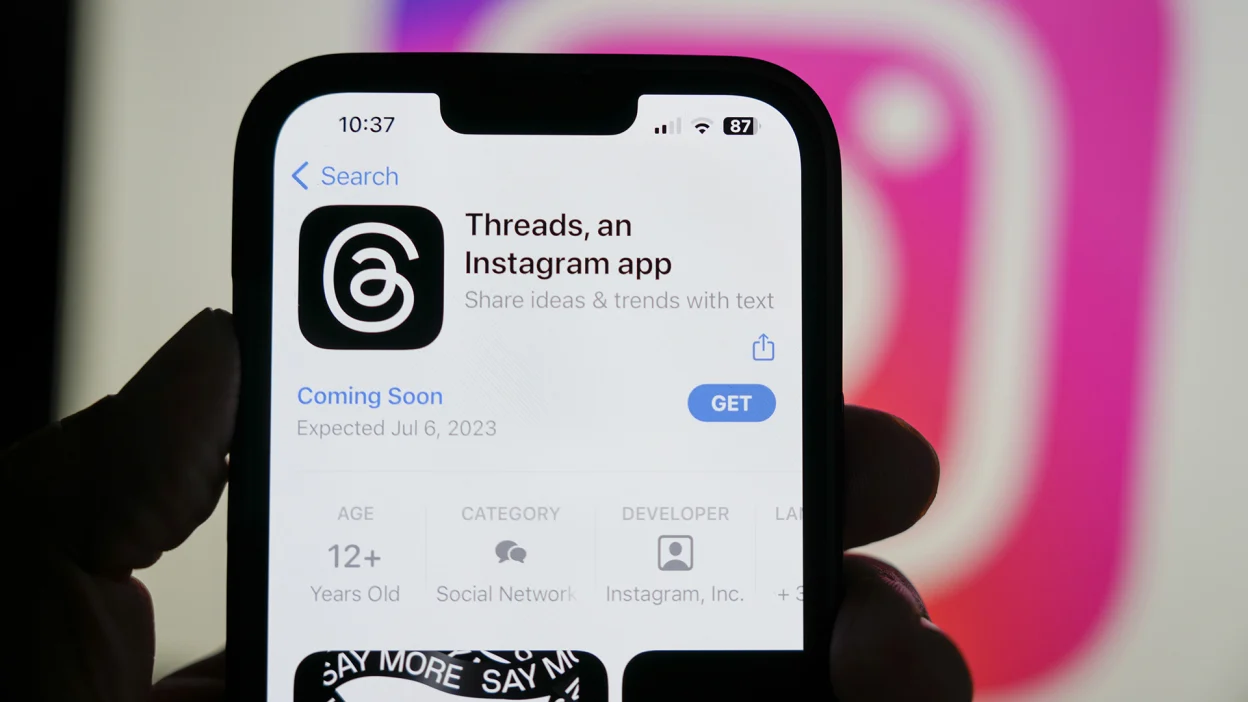 10:37
87
Search
Threads, an
Instagram app
Share ideas & trends with text
Coming Soon
GET
Expected Jul 6, 2023
AGE
CATEGORY
DEVELOPER
12+
Years Old
Social Network
Instagram, Inc.
+ 3
SAY MORE SAY